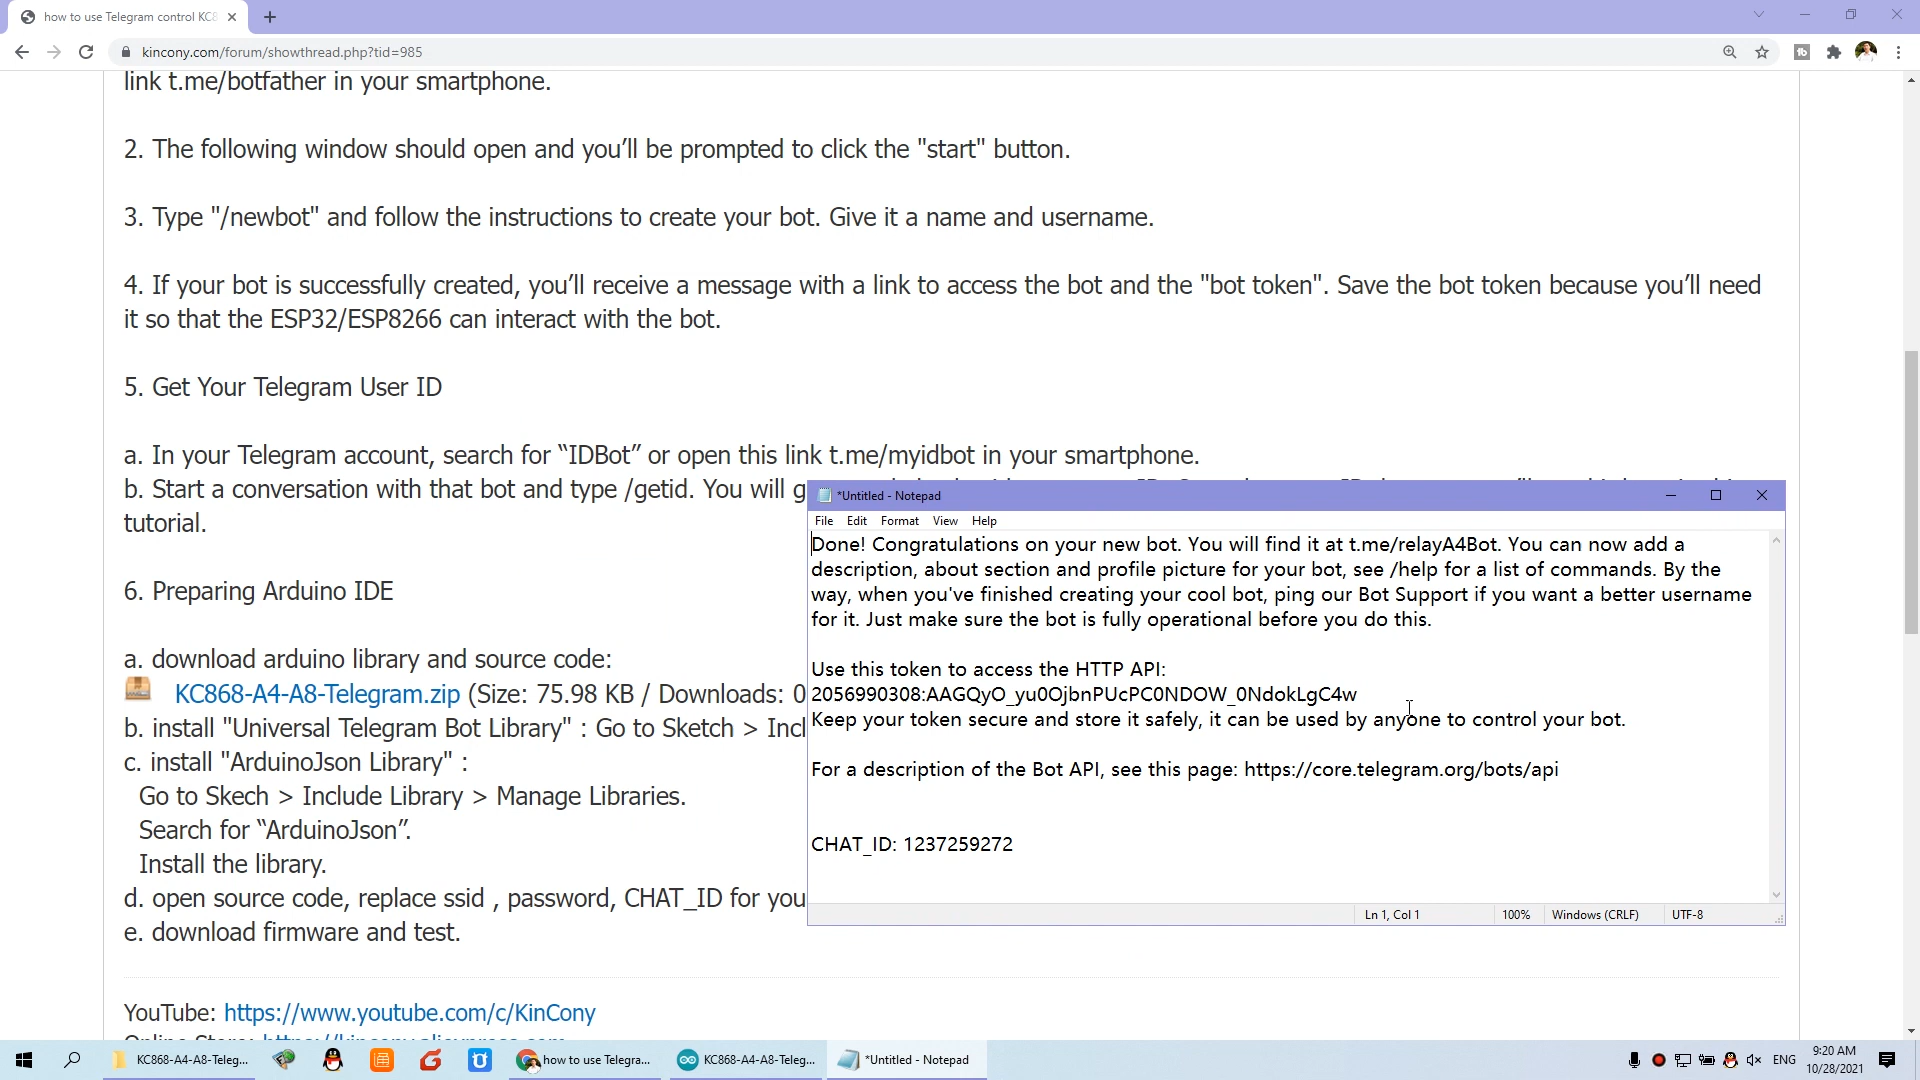 how to use Telegram control KC8
kincony.com/forum/showthread.php?tid=985
link t.me/botfather in your smartphone.
2. The following window should open and you’ll be prompted to click the "start" button.
3. Type "/newbot" and follow the instructions to create your bot. Give it a name and username.
4. If your bot is successfully created, you’ll receive a message with a link to access the bot and the "bot token". Save the bot token because you’ll need
it so that the ESP32/ESP8266 can interact with the bot.
5. Get Your Telegram User ID
a. In your Telegram account, search for “IDBot” or open this link t.me/myidbot in your smartphone.
b. Start a conversation with that bot and type /getid. You will g
tutorial.
6. Preparing Arduino IDE
a. download arduino library and source code:
KC868-A4-A8-Telegram.zip (Size: 75.98 KB / Downloads: 0
b. install "Universal Telegram Bot Library" : Go to Sketch > Incl
c. install "ArduinoJson Library" :
Go to Skech > Include Library > Manage Libraries.
Search for “ArduinoJson”.
Install the library.
d. open source code, replace ssid , password, CHAT_ID for you
e. download firmware and test.
YouTube: https://www.youtube.com/c/KinCony
*Untitled - Notepad
File Edit Format View Help
Done! Congratulations on your new bot. You will find it at t.me/relayA4Bot. You can now add a
description, about section and profile picture for your bot, see /help for a list of commands. By the
way, when you've finished creating your cool bot, ping our Bot Support if you want a better username
for it. Just make sure the bot is fully operational before you do this.
Use this token to access the HTTP API:
2056990308:AAGQyO_yu0OjbnPUcPC0NDOW_0NdokLgC4w
Keep your token secure and store it safely, it can be used by anyone to control your bot.
For a description of the Bot API, see this page: https://core.telegram.org/bots/api
CHAT_ID: 1237259272
Ln 1, Col 1 100% Windows (CRLF) UTF-8
KC868-A4-A8-Teleg... how to use Telegra... KC868-A4-A8-Teleg... *Untitled - Notepad ENG 9:20 AM
10/28/2021